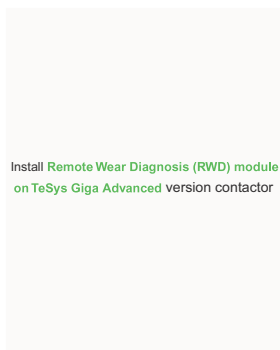 Install Remote Wear Diagnosis (RWD) module
on TeSys Giga Advanced version contactor